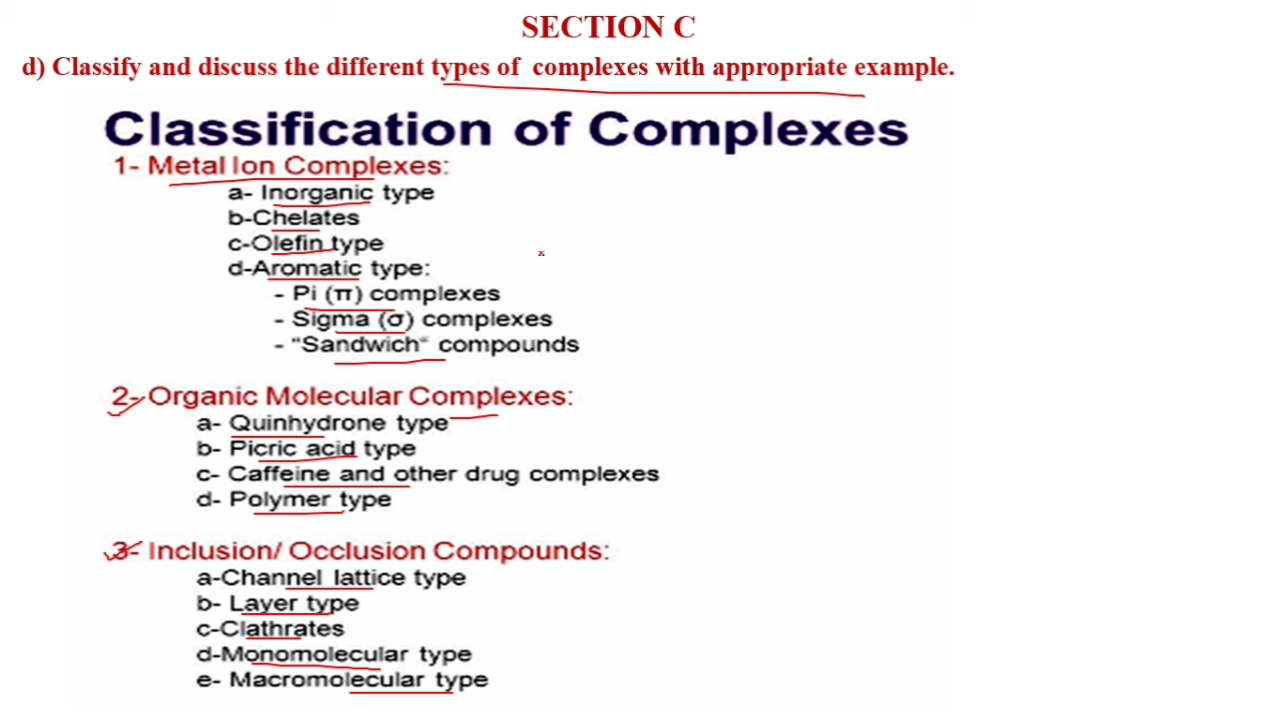 SECTION C
d) Classify and discuss the different types of complexes with appropriate example.
Classification of Complexes
1- Metal Ion Complexes:
a- Inorganic type
b-Chelates
c-Olefin type
d-Aromatic type:
- Pi (π) complexes
- Sigma (σ) complexes
- "Sandwich" compounds
2- Organic Molecular Complexes:
a- Quinhydrone type
b- Picric acid type
c- Caffeine and other drug complexes
d- Polymer type
3- Inclusion/ Occlusion Compounds:
a-Channel lattice type
b- Layer type
c-Clathrates
d-Monomolecular type
e- Macromolecular type